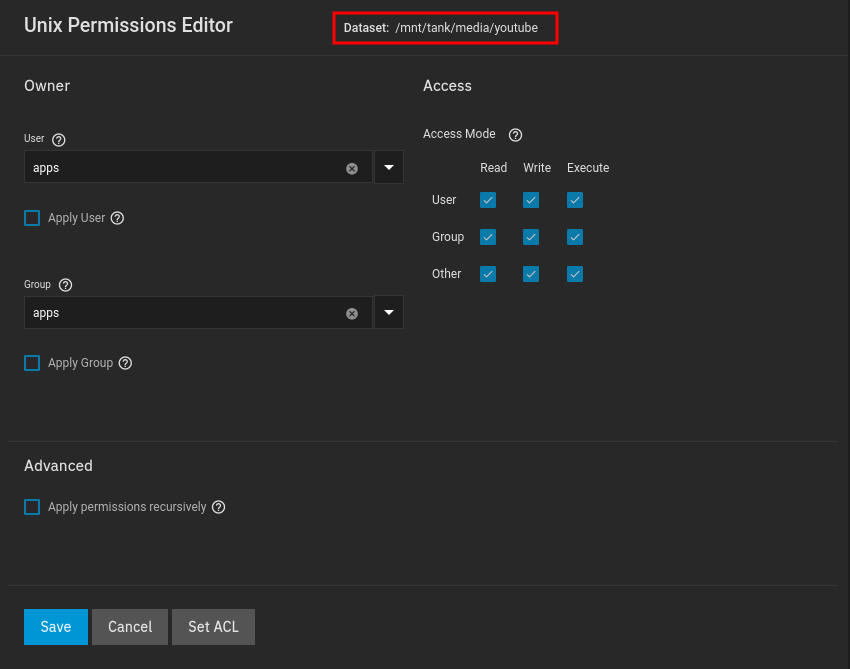 Unix Permissions Editor
Dataset: /mnt/tank/media/youtube
Owner
User
apps
Apply User
Group
apps
Apply Group
Access
Access Mode
Read Write Execute
User
Group
Other
Advanced
Apply permissions recursively
Save Cancel Set ACL